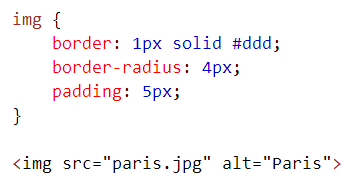 img {
    border: 1px solid #ddd;
    border-radius: 4px;
    padding: 5px;
}

<img src="paris.jpg" alt="Paris">